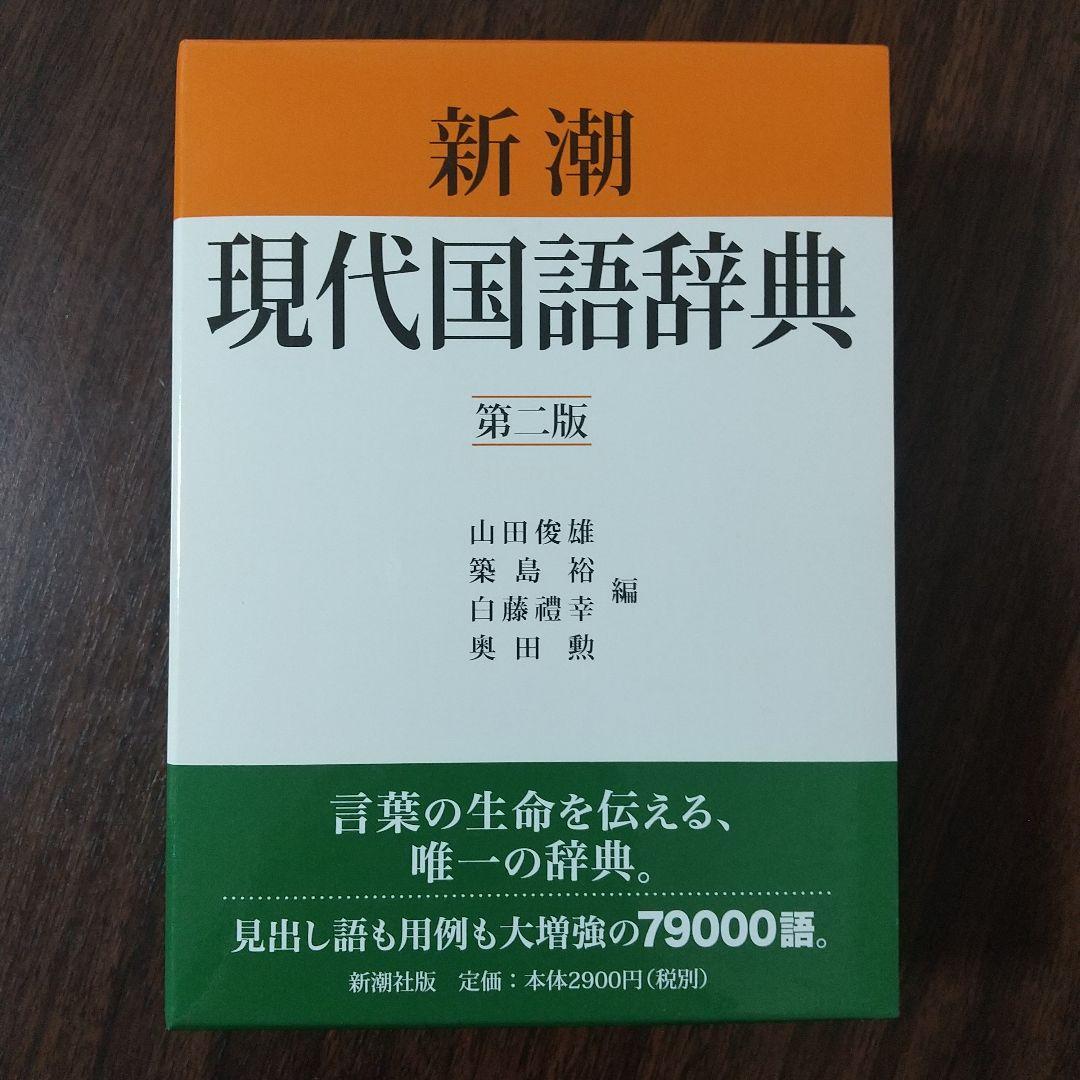 新潮
現代国語辞典
第二版
山田俊雄
築島裕
白藤禮幸
奥田勲
編
言葉の生命を伝える、
唯一の辞典。
見出し語も用例も大増強の79000語。
新潮社版 定価：本体2900円（税別）